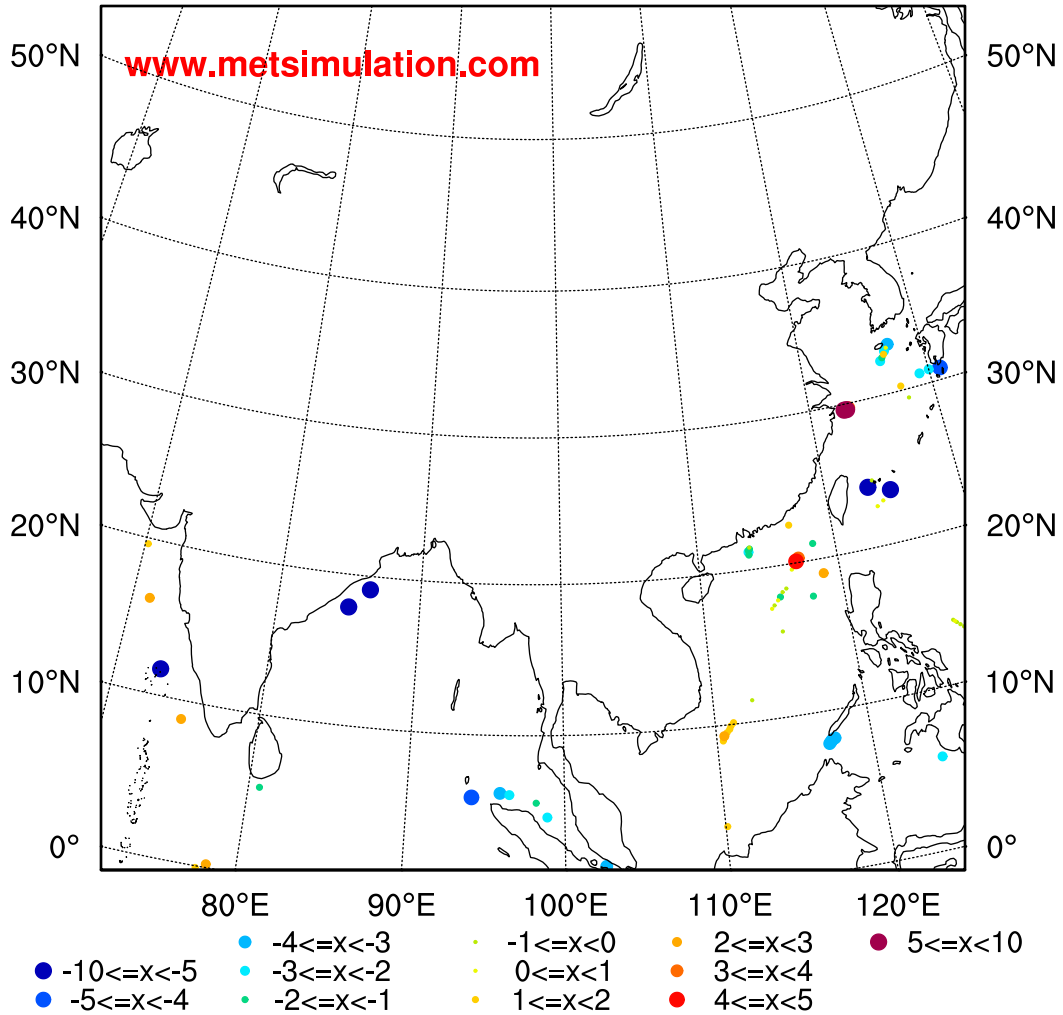 50°N 50°N
www.metsimulation.com
40°N 40°N
30°N 30°N
20°N 20°N
10°N 10°N
0° 0°
80°E 90°E 100°E 110°E 120°E
-4<=x<-3 -1<=x<0 2<=x<3 5<=x<10
-10<=x<-5 -3<=x<-2 0<=x<1 3<=x<4
-5<=x<-4 -2<=x<-1 1<=x<2 4<=x<5